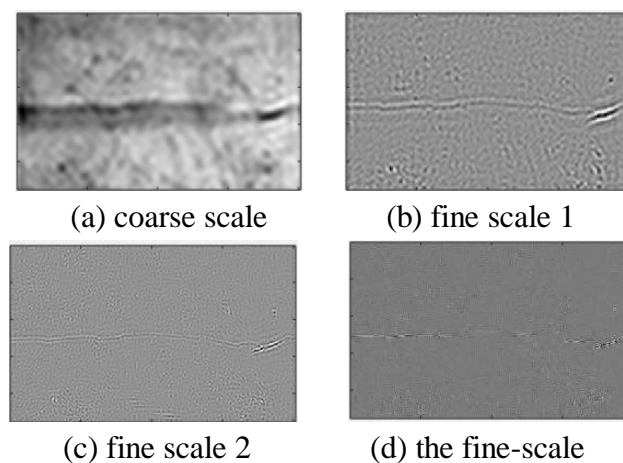 (a) coarse scale
(b) fine scale 1
(c) fine scale 2
(d) the fine-scale